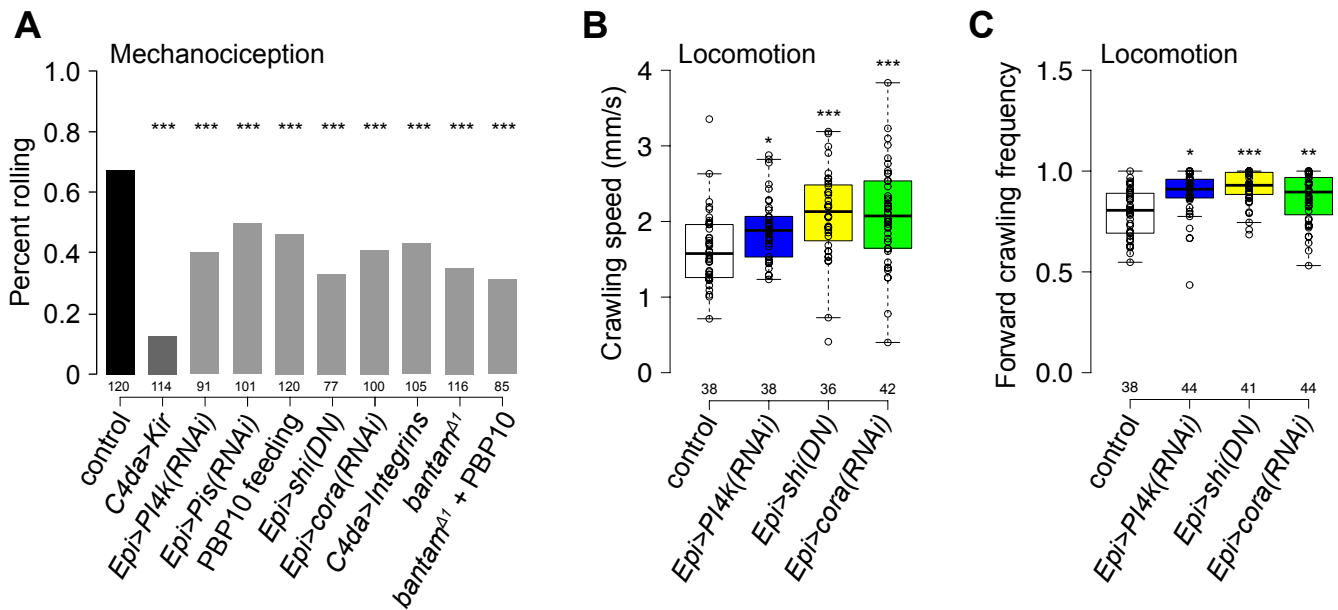 A
Mechanociception
Percent rolling
1.0
0.8
0.6
0.4
0.2
0
*** *** *** *** *** *** *** *** ***
120 114 91 101 120 77 100 105 116 85
control
C4da>Kir
Epi>PI4k(RNAi)
Epi>Pis(RNAi)
PBP10 feeding
Epi>shi(DN)
Epi>cora(RNAi)
C4da>Integrins
bantamΔ1
bantamΔ1 + PBP10
B
Locomotion
Crawling speed (mm/s)
4
3
2
1
0
* *** ***
38 38 36 42
control
Epi>PI4k(RNAi)
Epi>shi(DN)
Epi>cora(RNAi)
C
Locomotion
Forward crawling frequency
1.5
1.0
0.5
0.0
* *** **
38 44 41 44
control
Epi>PI4k(RNAi)
Epi>shi(DN)
Epi>cora(RNAi)